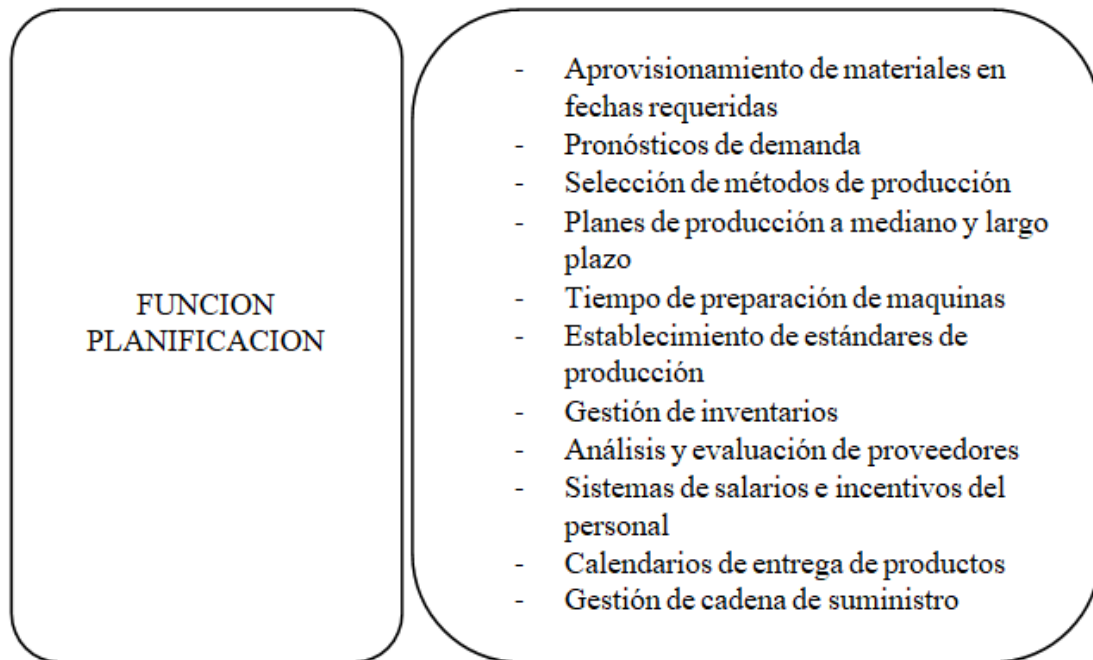 FUNCION
PLANIFICACION
- Aprovisionamiento de materiales en
fechas requeridas
- Pronósticos de demanda
- Selección de métodos de producción
- Planes de producción a mediano y largo
plazo
- Tiempo de preparación de maquinas
- Establecimiento de estándares de
producción
- Gestión de inventarios
- Análisis y evaluación de proveedores
- Sistemas de salarios e incentivos del
personal
- Calendarios de entrega de productos
- Gestión de cadena de suministro